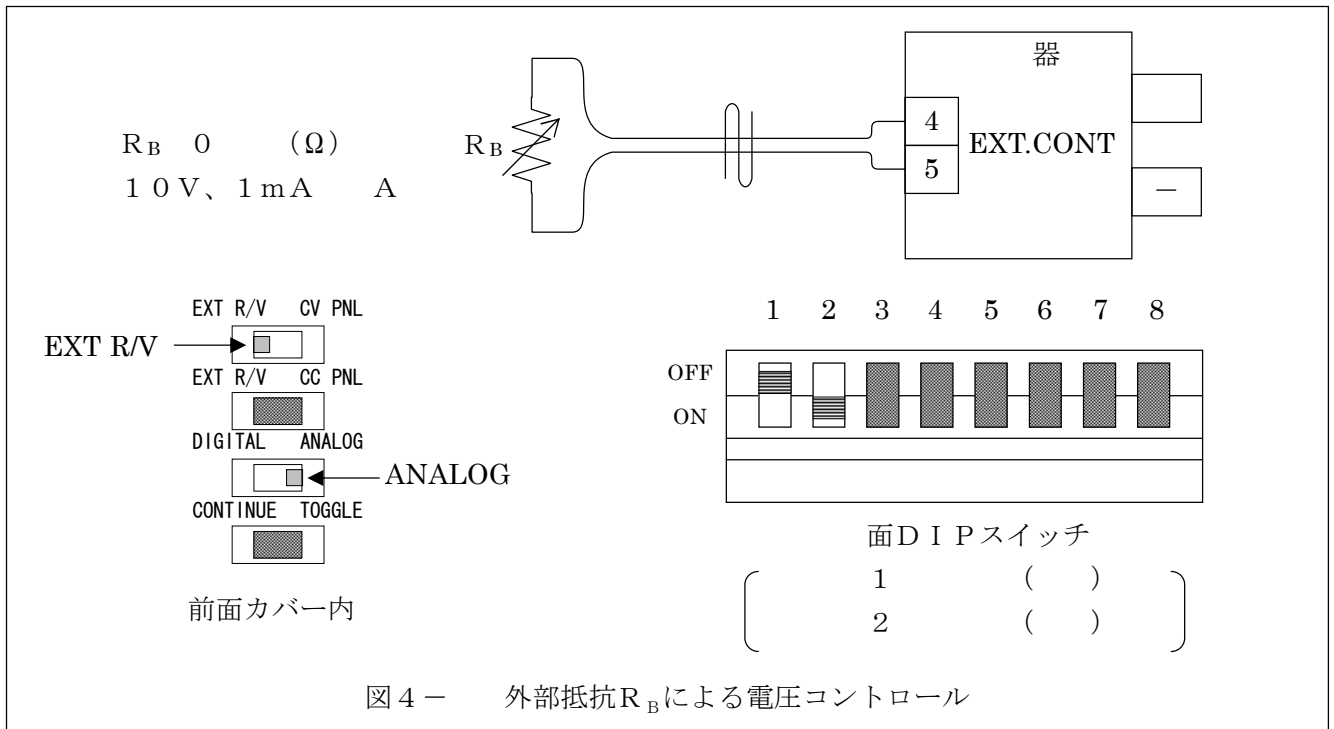 器
4
5
EXT.CONT
－
R B
R B　0　　（Ω）
１０V、１mA　　A
EXT R/V　CV PNL
EXT R/V
EXT R/V　CC PNL
DIGITAL　ANALOG
ANALOG
CONTINUE　TOGGLE
前面カバー内
1 2 3 4 5 6 7 8
OFF
ON
面ＤＩＰスイッチ
1　　（　　）
2　　（　　）
図４－　　外部抵抗ＲBによる電圧コントロール